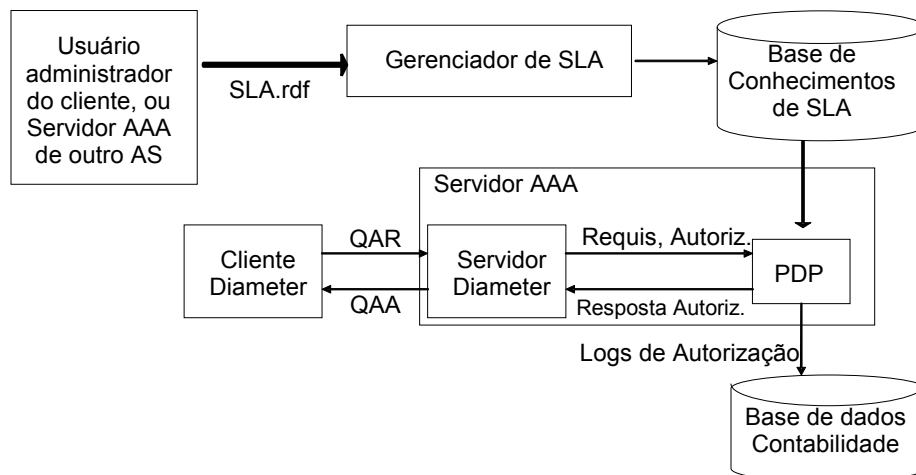 Usuário
administrador
do cliente, ou
Servidor AAA
de outro AS
SLA.rdf
Gerenciador de SLA
Base de
Conhecimentos
de SLA
Servidor AAA
Cliente
Diameter
QAR
QAA
Servidor
Diameter
Requis, Autoriz.
Resposta Autoriz.
PDP
Logs de Autorização
Base de dados
Contabilidade